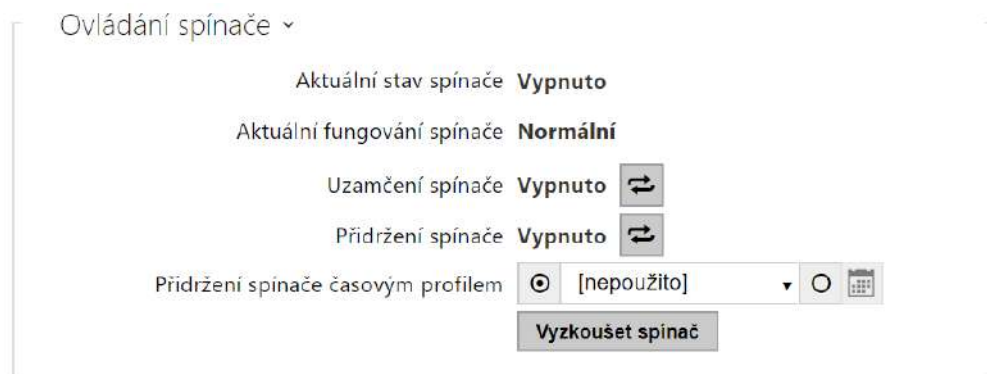 Ovládání spínače
Aktuální stav spínače Vypnuto
Aktuální fungování spínače Normální
Uzamčení spínače Vypnuto
Přidržení spínače Vypnuto
Přidržení spínače časovým profilem [nepoužito]
Vyzkoušet spínač